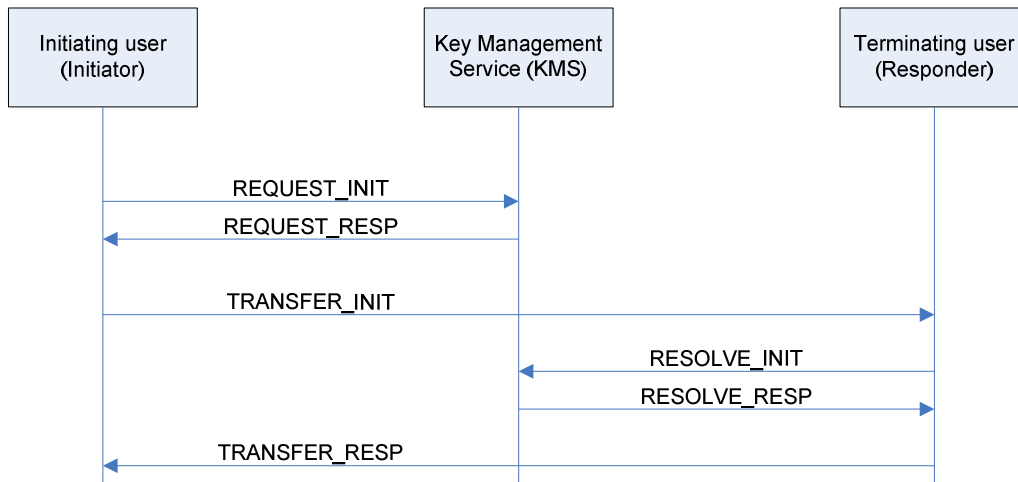 Initiating user
(Initiator)
Key Management
Service (KMS)
Terminating user
(Responder)
REQUEST_INIT
REQUEST_RESP
TRANSFER_INIT
RESOLVE_INIT
RESOLVE_RESP
TRANSFER_RESP